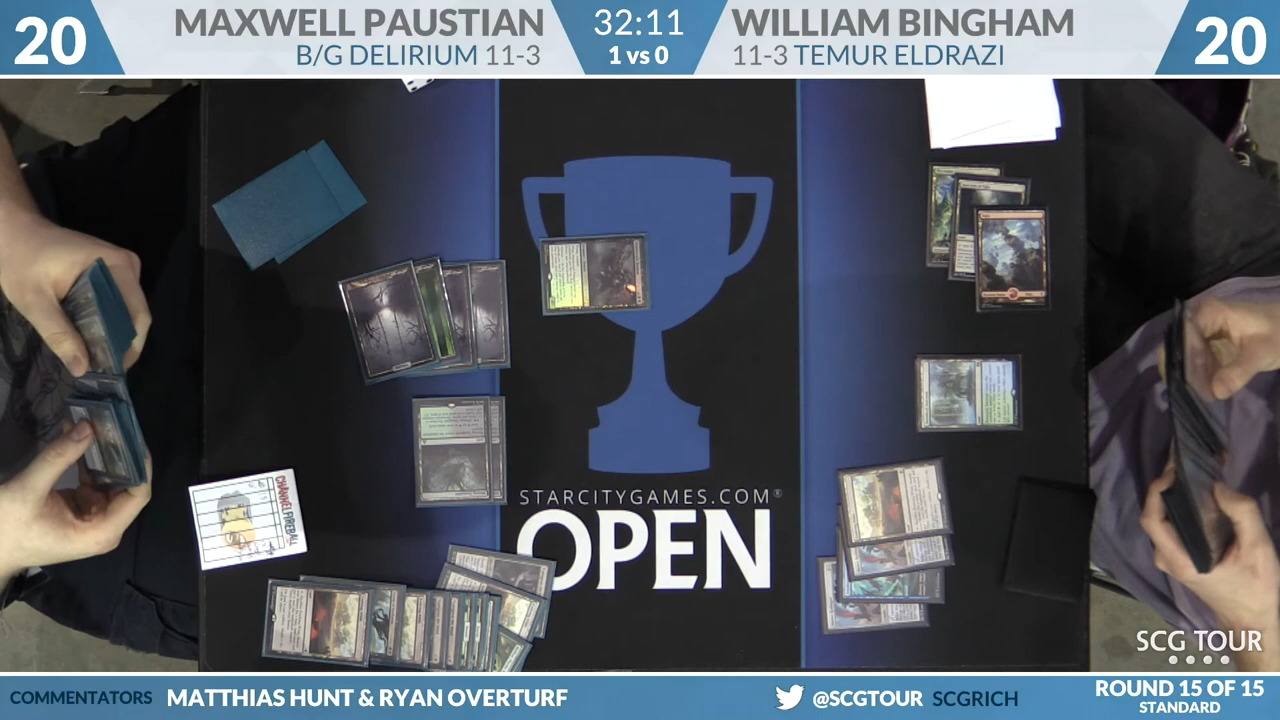 20
MAXWELL PAUSTIAN
B/G DELIRIUM 11-3
32:11
1 vs 0
WILLIAM BINGHAM
11-3 TEMUR ELDRAZI
20
CHANNEL FIREBALL
STARCITYGAMES.COM®
OPEN
SCG TOUR
COMMENTATORS MATTHIAS HUNT & RYAN OVERTURF
@SCGTOUR SCGRICH
ROUND 15 OF 15
STANDARD